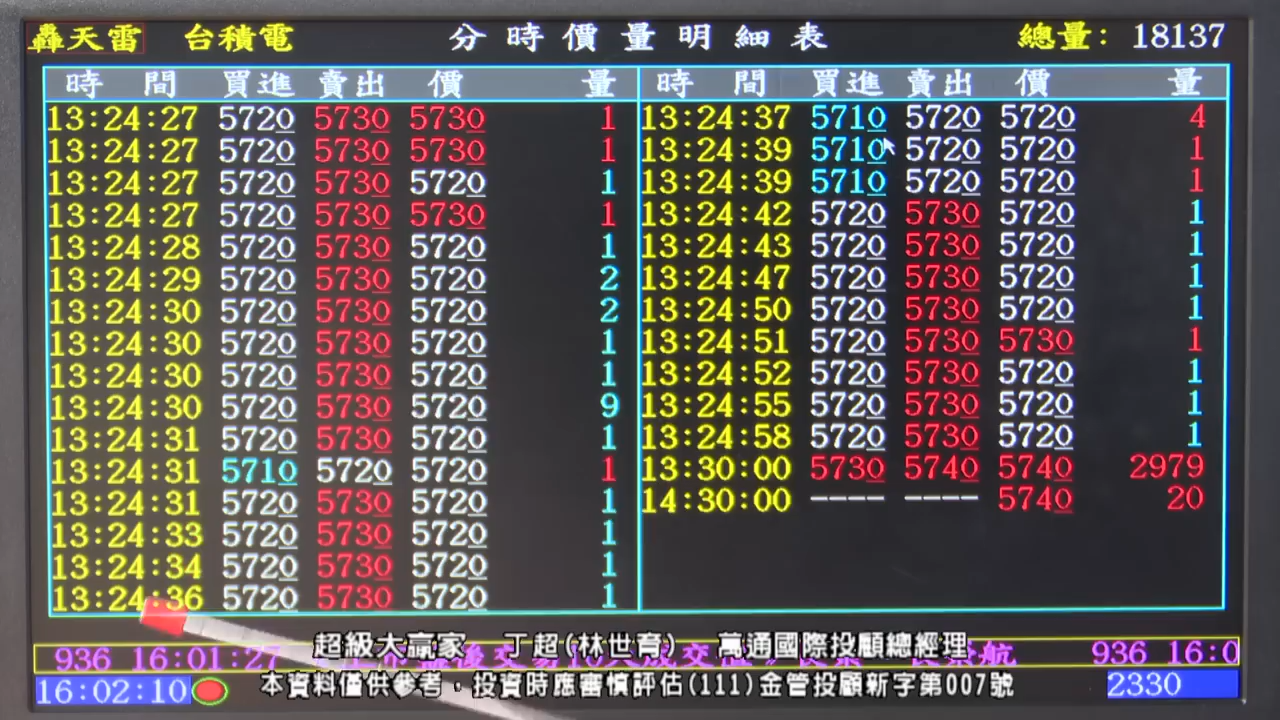 轟天雷 台積電 分時價量明細表 總量: 18137
時間 買進 賣出 價 量 時間 買進 賣出 價 量
13:24:27 5720 5730 5730 1 13:24:37 5710 5720 5720 4
13:24:27 5720 5730 5730 1 13:24:39 5710 5720 5720 1
13:24:27 5720 5730 5720 1 13:24:39 5710 5720 5720 1
13:24:27 5720 5730 5730 1 13:24:42 5720 5730 5720 1
13:24:28 5720 5730 5720 1 13:24:43 5720 5730 5720 1
13:24:29 5720 5730 5720 2 13:24:47 5720 5730 5720 1
13:24:30 5720 5730 5720 2 13:24:50 5720 5730 5720 1
13:24:30 5720 5730 5720 1 13:24:51 5720 5730 5730 1
13:24:30 5720 5730 5720 1 13:24:52 5720 5730 5720 1
13:24:30 5720 5730 5720 9 13:24:55 5720 5730 5720 1
13:24:31 5720 5730 5720 1 13:24:58 5720 5730 5720 1
13:24:31 5710 5720 5720 1 13:30:00 5730 5740 5740 2979
13:24:31 5720 5730 5720 1 14:30:00 ---- ---- 5740 20
13:24:33 5720 5730 5720 1
13:24:34 5720 5730 5720 1
13:24:36 5720 5730 5720 1
超級大贏家 丁超(林世育) 萬通國際投顧總經理
936 16:01:27 盤後交易 936 16:0
16:02:10 本資料僅供參考,投資時應審慎評估(111)金管投顧新字第007號 2330